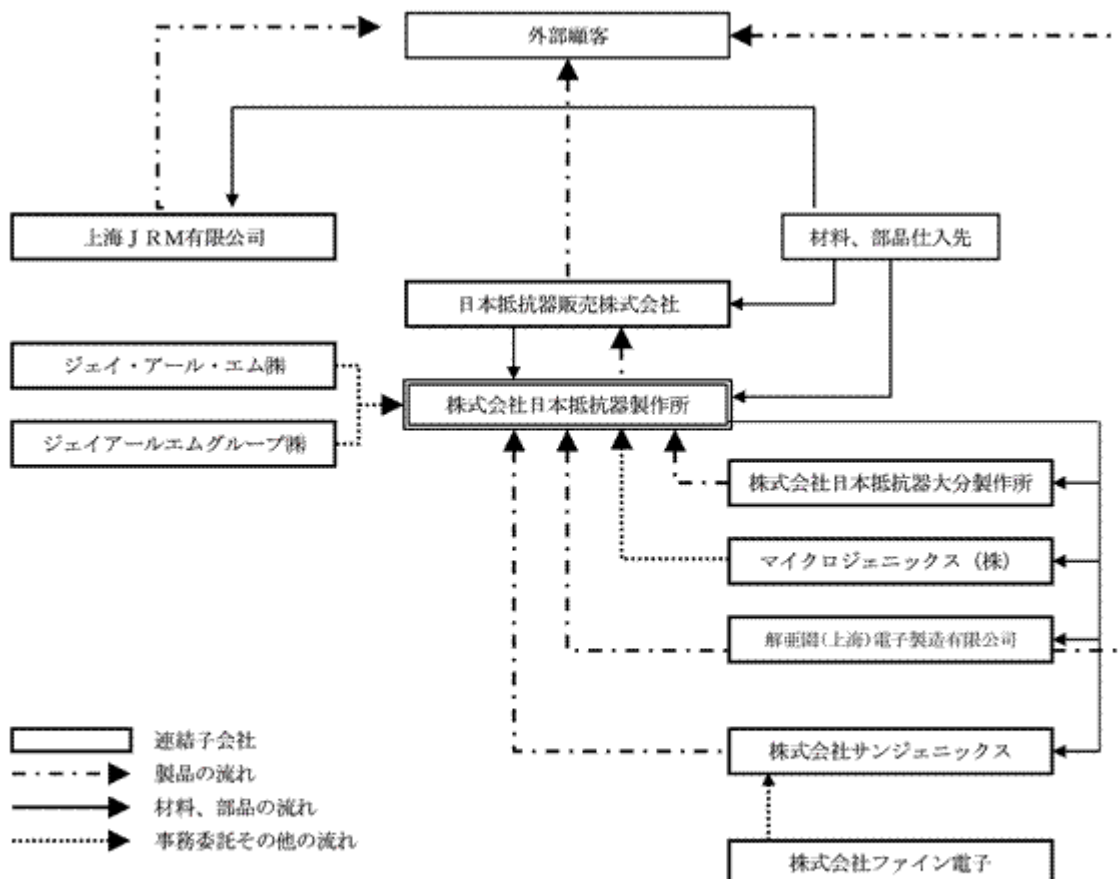 外部顧客
上海ＪＲＭ有限公司
材料、部品仕入先
日本抵抗器販売株式会社
ジェイ・アール・エム㈱
株式会社日本抵抗器製作所
ジェイアールエムグループ㈱
株式会社日本抵抗器大分製作所
マイクロジェニックス（株）
解亜園(上海)電子製造有限公司
株式会社サンジェニックス
株式会社ファイン電子
連結子会社
製品の流れ
材料、部品の流れ
事務委託その他の流れ